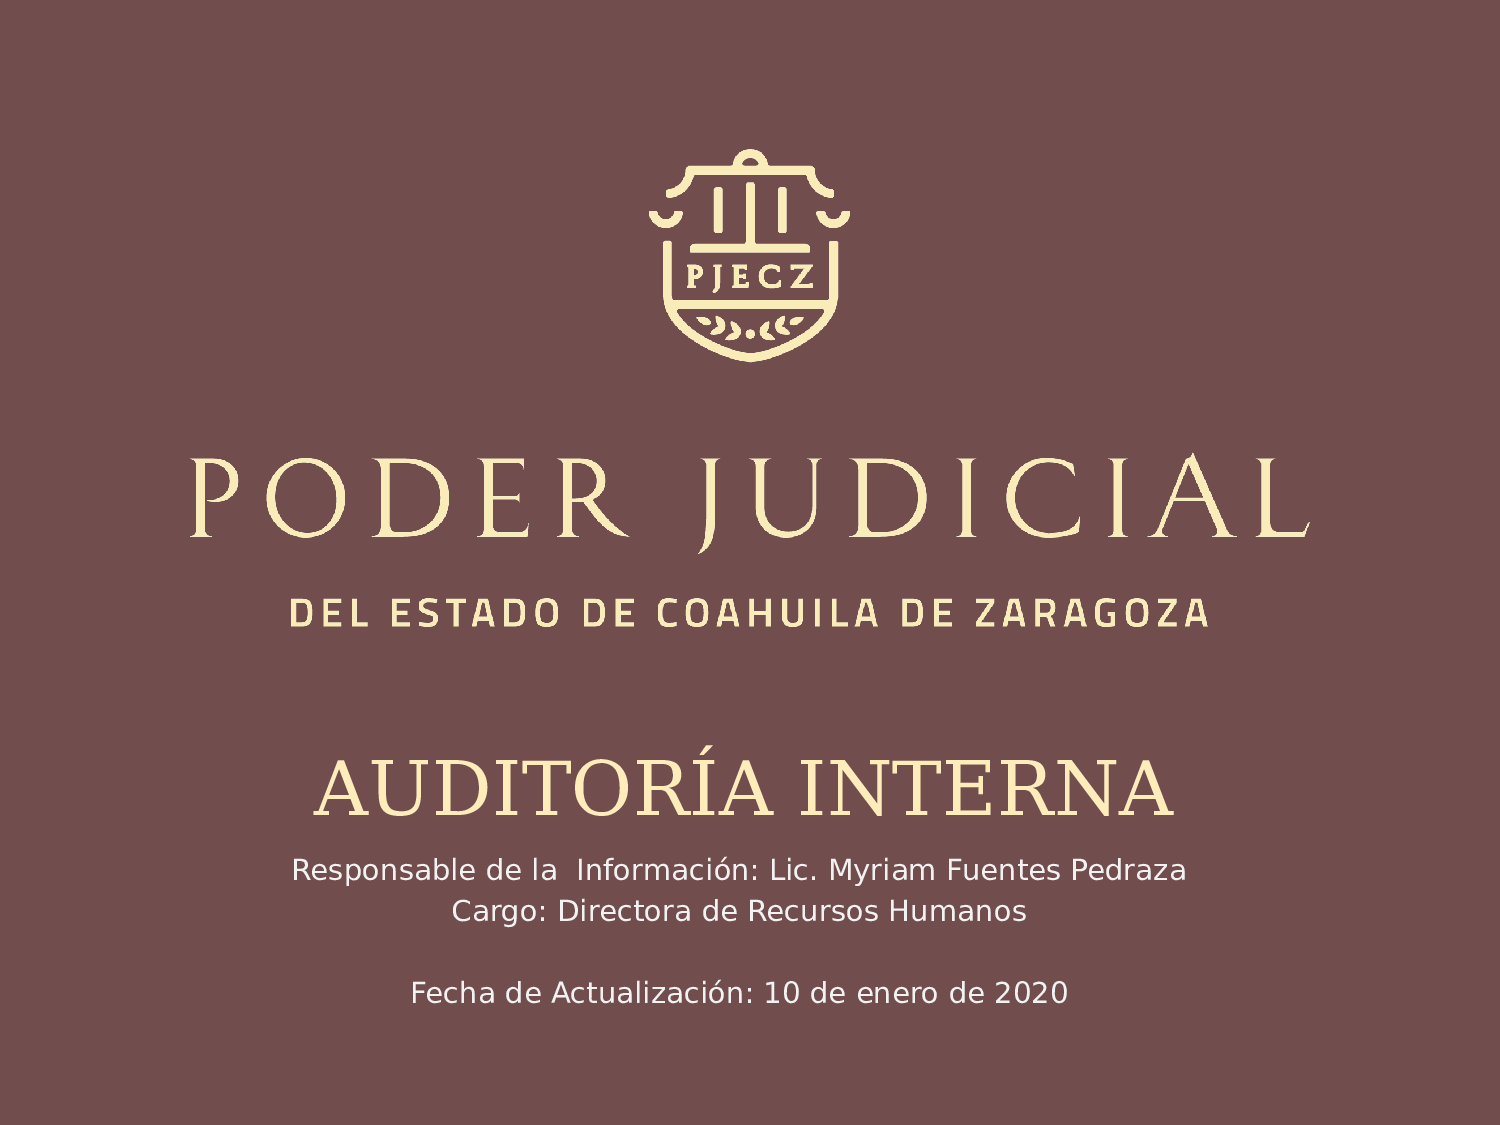 PJECZ
PODER JUDICIAL
DEL ESTADO DE COAHUILA DE ZARAGOZA
AUDITORÍA INTERNA
Responsable de la  Información: Lic. Myriam Fuentes Pedraza
Cargo: Directora de Recursos Humanos
Fecha de Actualización: 10 de enero de 2020